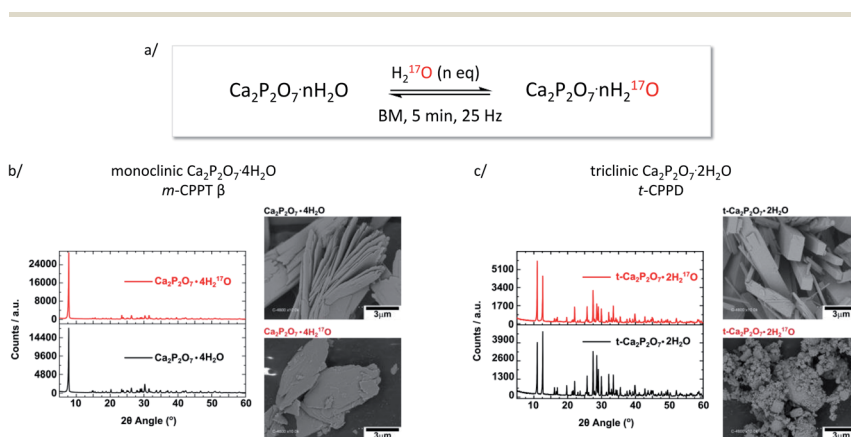 a/
H₂¹⁷O (n eq)
Ca₂P₂O₇·nH₂O
Ca₂P₂O₇·nH₂¹⁷O
BM, 5 min, 25 Hz
b/
monoclinic Ca₂P₂O₇·4H₂O
m-CPPT β
c/
triclinic Ca₂P₂O₇·2H₂O
t-CPPD
Ca₂P₂O₇•4H₂O
3μm
24000
16000
8000
0
Ca₂P₂O₇•4H₂¹⁷O
14400
9600
4800
0
Ca₂P₂O₇•4H₂O
Counts / a.u.
10 20 30 40 50 60
2θ Angle (°)
Ca₂P₂O₇•4H₂¹⁷O
3μm
5100
3400
1700
0
t-Ca₂P₂O₇•2H₂¹⁷O
3900
2600
1300
0
t-Ca₂P₂O₇•2H₂O
Counts / a.u.
10 20 30 40 50 60
2θ Angle (°)
t-Ca₂P₂O₇•2H₂O
3μm
t-Ca₂P₂O₇•2H₂¹⁷O
3μm